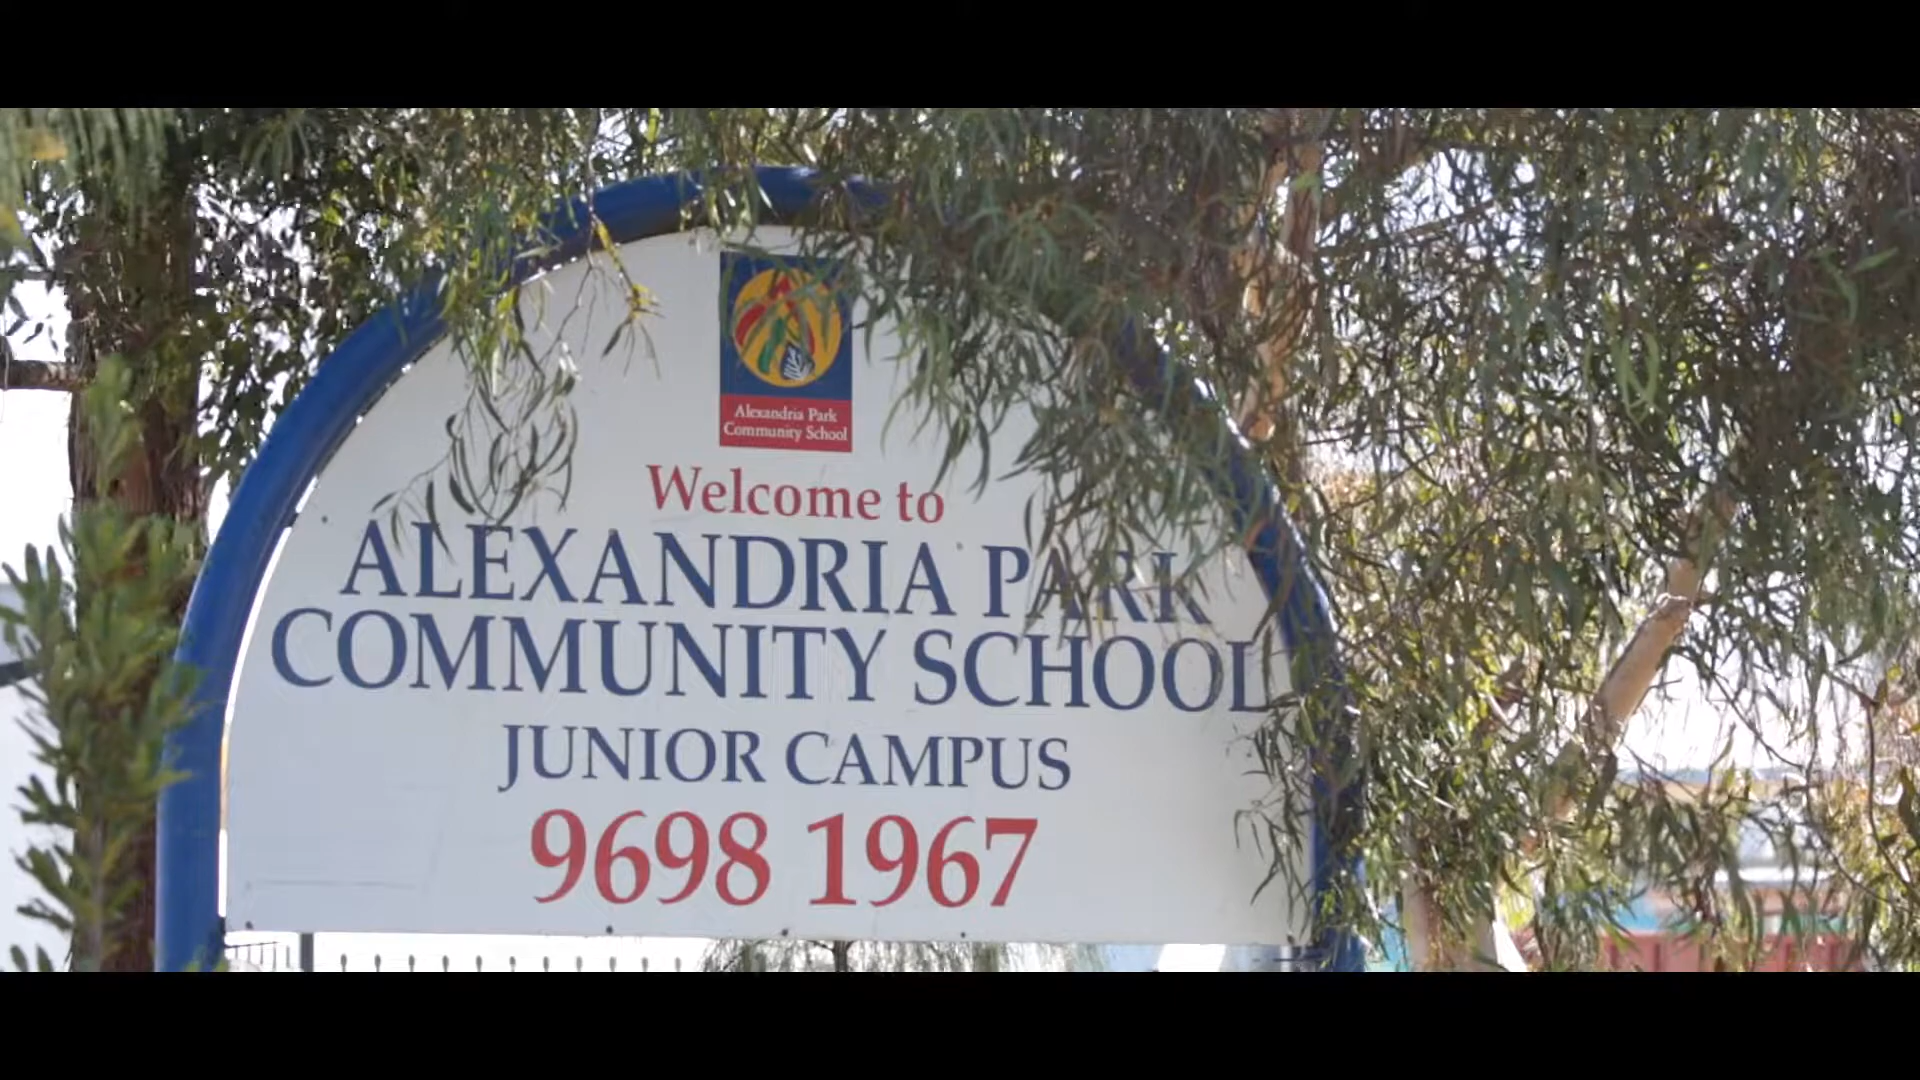 Alexandria Park
Community School
Welcome to
ALEXANDRIA PARK
COMMUNITY SCHOOL
JUNIOR CAMPUS
9698 1967